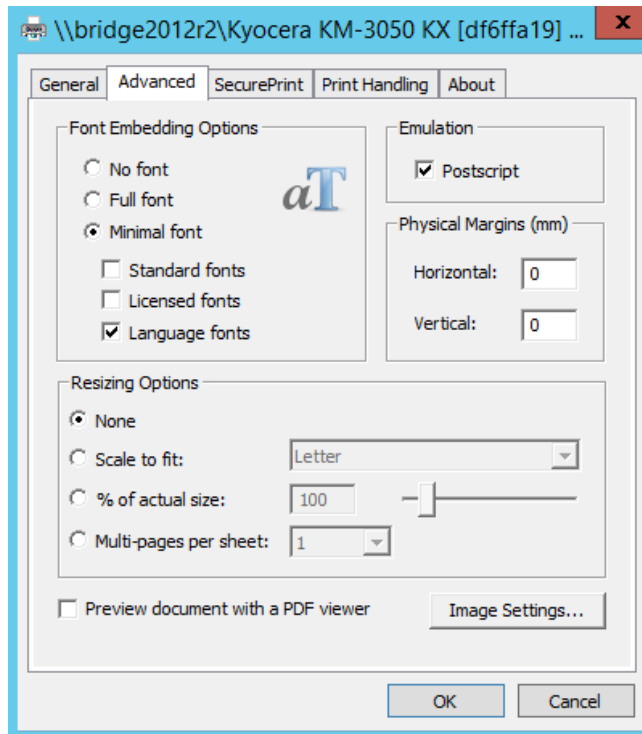 \\bridge2012r2\Kyocera KM-3050 KX [df6ffa19] ...
x
General Advanced SecurePrint Print Handling About
Font Embedding Options
No font
Full font
Minimal font
Standard fonts
Licensed fonts
Language fonts
aT
Emulation
Postscript
Physical Margins (mm)
Horizontal: 0
Vertical: 0
Resizing Options
None
Scale to fit: Letter
% of actual size: 100
Multi-pages per sheet: 1
Preview document with a PDF viewer
Image Settings...
OK Cancel